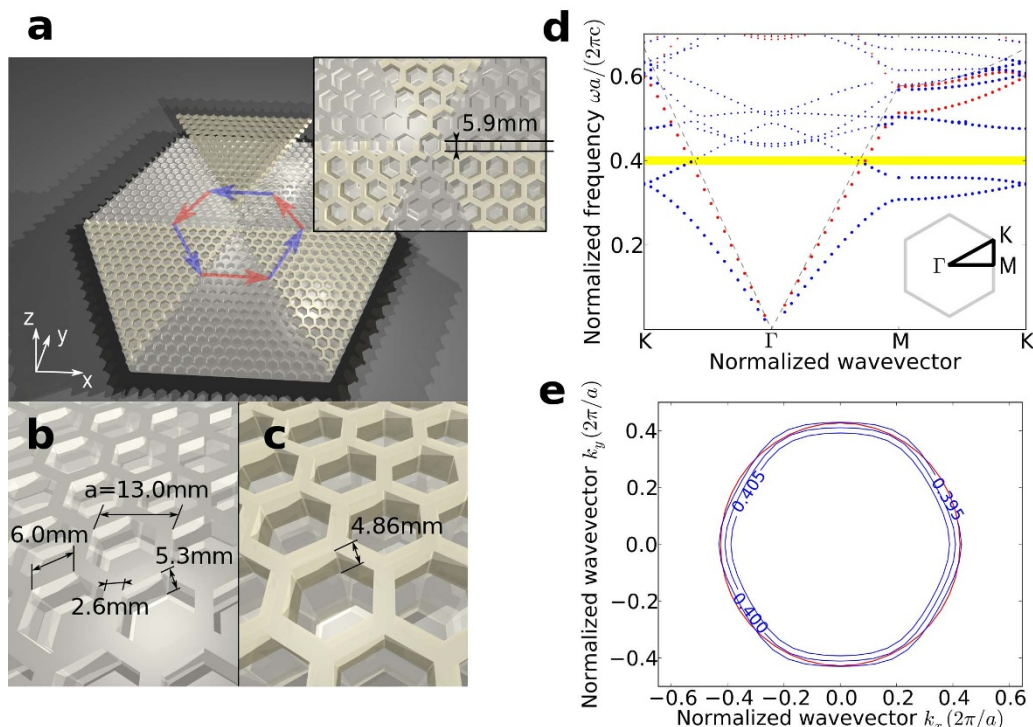 a
5.9mm
z
y
x
b
a=13.0mm
6.0mm
5.3mm
2.6mm
c
4.86mm
d
Normalized frequency ωa/(2πc)
0.6
0.4
0.2
K
Γ
M
K
Γ
K
M
Normalized wavevector
e
Normalized wavevector k_y(2π/a)
0.4
0.2
0.0
−0.2
−0.4
0.405
0.395
0.400
−0.6
−0.4
−0.2
0.0
0.2
0.4
0.6
Normalized wavevector k_x(2π/a)